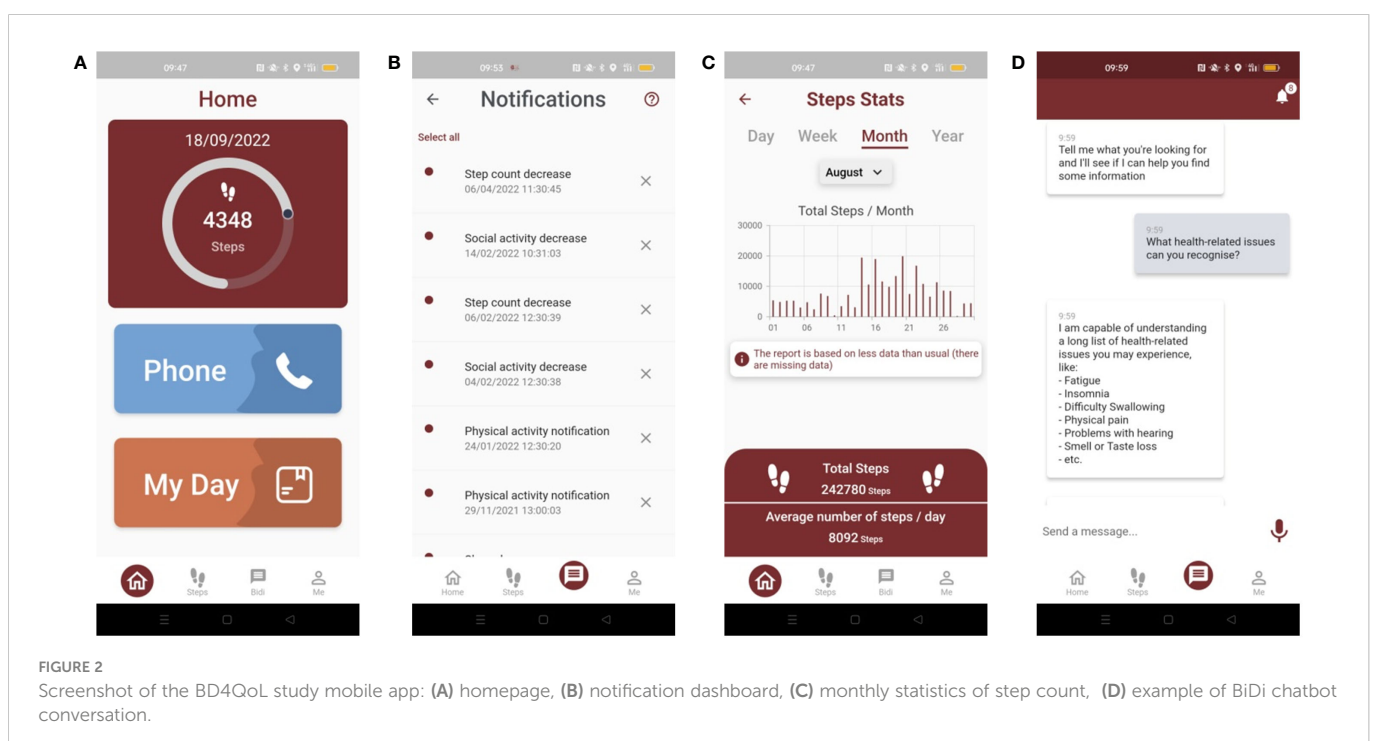 A
09:47
Home
18/09/2022
4348
Steps
Phone
My Day
Steps
Bidi
Me
B
09:53
Notifications
Select all
Step count decrease
06/04/2022 11:30:45
Social activity decrease
14/02/2022 10:31:03
Step count decrease
06/02/2022 12:30:39
Social activity decrease
04/02/2022 12:30:38
Physical activity notification
24/01/2022 12:30:20
Physical activity notification
29/11/2021 13:00:03
Home
Steps
Me
C
09:47
Steps Stats
Day Week Month Year
August
Total Steps / Month
30000
20000
10000
0
01 06 11 16 21 26
The report is based on less data than usual (there
are missing data)
Total Steps
242780 Steps
Average number of steps / day
8092 Steps
Steps
Bidi
Me
D
09:59
8
9:59
Tell me what you're looking for
and I'll see if I can help you find
some information
9:59
What health-related issues
can you recognise?
9:59
I am capable of understanding
a long list of health-related
issues you may experience,
like:
- Fatigue
- Insomnia
- Difficulty Swallowing
- Physical pain
- Problems with hearing
- Smell or Taste loss
- etc.
Send a message...
Home
Steps
Me
FIGURE 2
Screenshot of the BD4QoL study mobile app: (A) homepage, (B) notification dashboard, (C) monthly statistics of step count, (D) example of BiDi chatbot
conversation.